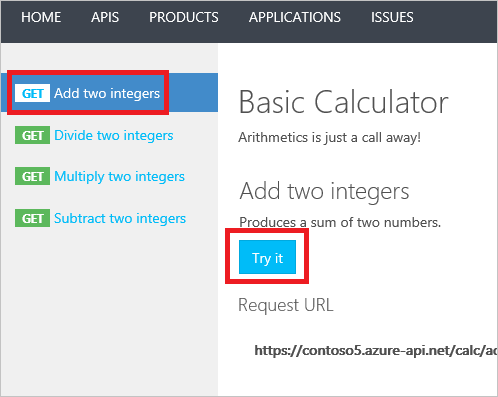 HOME APIS PRODUCTS APPLICATIONS ISSUES
GET Add two integers
GET Divide two integers
GET Multiply two integers
GET Subtract two integers
Basic Calculator
Arithmetics is just a call away!
Add two integers
Produces a sum of two numbers.
Try it
Request URL
https://contoso5.azure-api.net/calc/